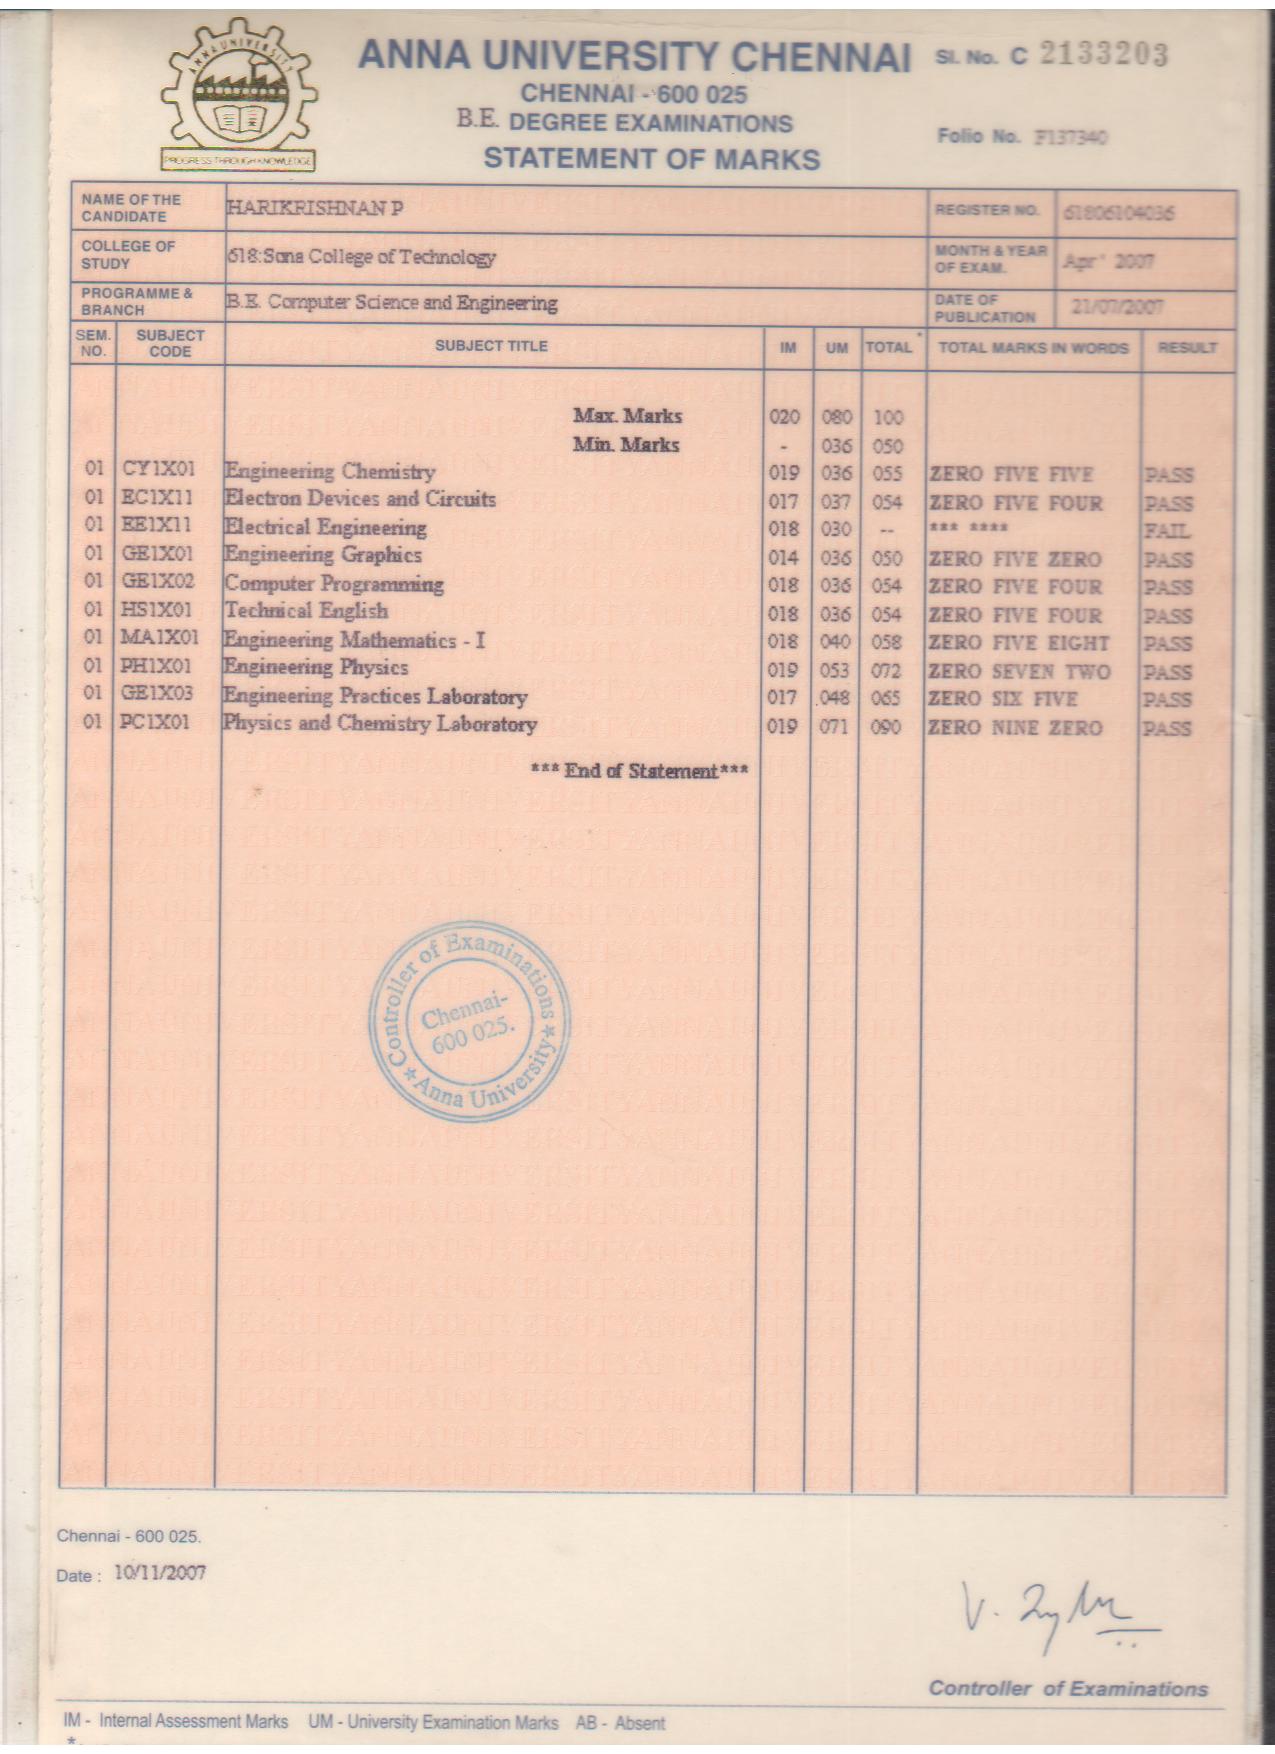 ANNA UNIVERSITY
PROGRESS THROUGH KNOWLEDGE
ANNA UNIVERSITY CHENNAI Sl. No. C 2133203
CHENNAI - 600 025
B.E. DEGREE EXAMINATIONS
Folio No. F137340
STATEMENT OF MARKS
NAME OF THE CANDIDATE HARIKRISHNAN P REGISTER NO. 61806104036
COLLEGE OF STUDY 618:Sona College of Technology MONTH & YEAR OF EXAM. Apr ' 2007
PROGRAMME & BRANCH B.E. Computer Science and Engineering DATE OF PUBLICATION 21/07/2007
SEM. NO. SUBJECT CODE SUBJECT TITLE IM UM TOTAL * TOTAL MARKS IN WORDS RESULT
Max. Marks 020 080 100
Min. Marks - 036 050
01 CY1X01 Engineering Chemistry 019 036 055 ZERO FIVE FIVE PASS
01 EC1X11 Electron Devices and Circuits 017 037 054 ZERO FIVE FOUR PASS
01 EE1X11 Electrical Engineering 018 030 -- *** **** FAIL
01 GE1X01 Engineering Graphics 014 036 050 ZERO FIVE ZERO PASS
01 GE1X02 Computer Programming 018 036 054 ZERO FIVE FOUR PASS
01 HS1X01 Technical English 018 036 054 ZERO FIVE FOUR PASS
01 MA1X01 Engineering Mathematics - I 018 040 058 ZERO FIVE EIGHT PASS
01 PH1X01 Engineering Physics 019 053 072 ZERO SEVEN TWO PASS
01 GE1X03 Engineering Practices Laboratory 017 048 065 ZERO SIX FIVE PASS
01 PC1X01 Physics and Chemistry Laboratory 019 071 090 ZERO NINE ZERO PASS
*** End of Statement***
Controller of Examinations
Chennai-
600 025.
★ Anna University ★
Chennai - 600 025.
Date : 10/11/2007
Controller of Examinations
IM - Internal Assessment Marks UM - University Examination Marks AB - Absent
*